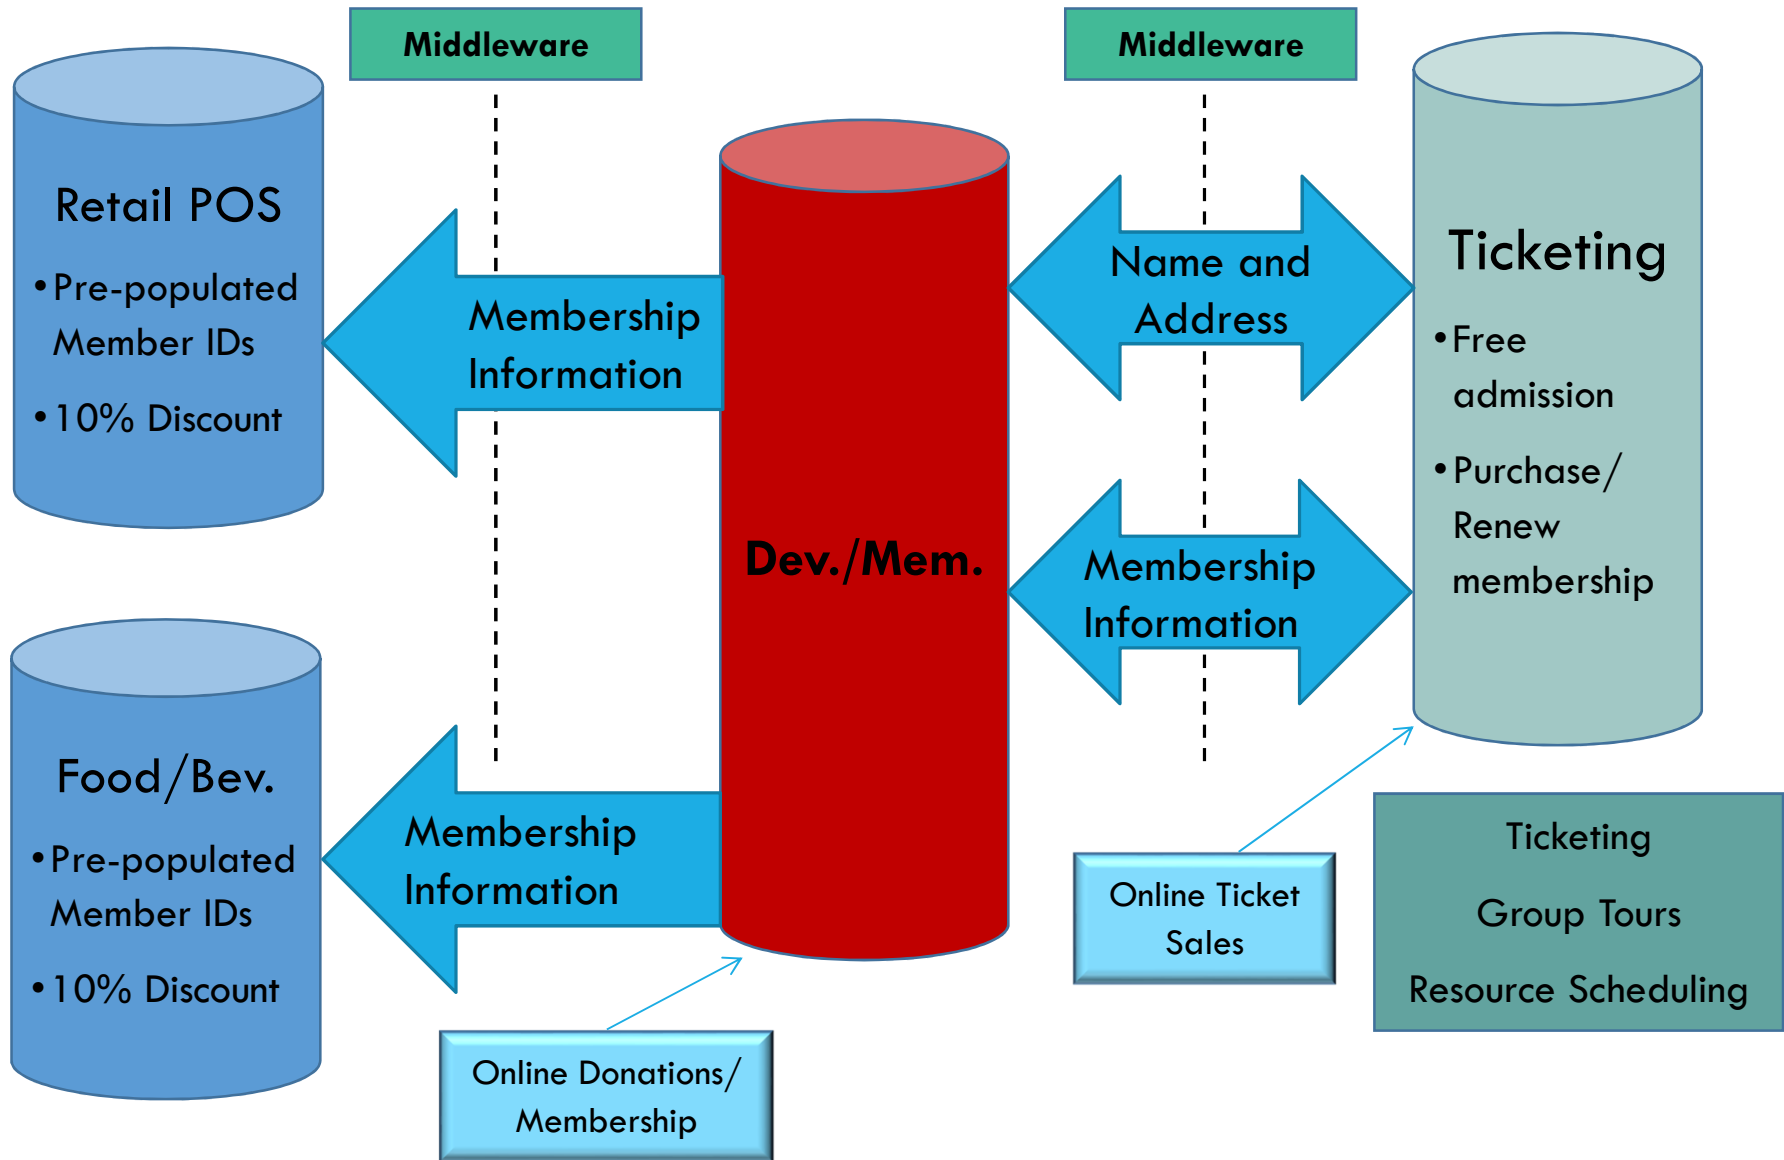 Middleware
Middleware
Retail POS
•Pre-populated
Member IDs
•10% Discount
Membership
Information
Food/Bev.
•Pre-populated
Member IDs
•10% Discount
Membership
Information
Dev./Mem.
Online Donations/
Membership
Name and
Address
Membership
Information
Online Ticket
Sales
Ticketing
•Free
admission
•Purchase/
Renew
membership
Ticketing
Group Tours
Resource Scheduling